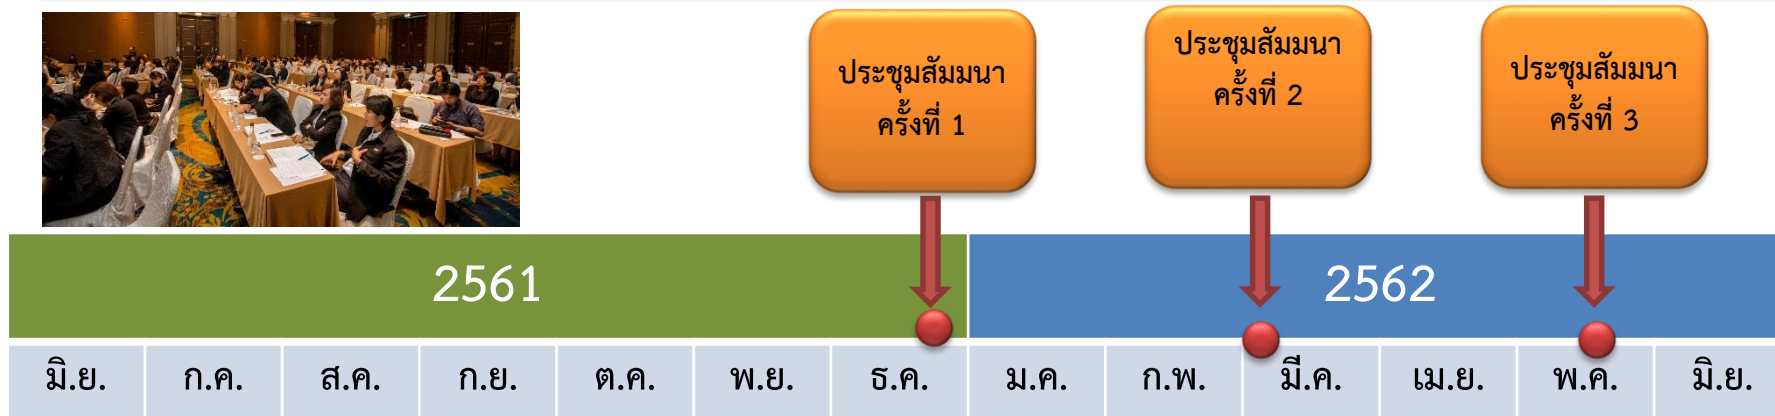 ประชุมสัมมนา
ครั้งที่ 1
ประชุมสัมมนา
ครั้งที่ 2
ประชุมสัมมนา
ครั้งที่ 3
2561 2562
มิ.ย. ก.ค. ส.ค. ก.ย. ต.ค. พ.ย. ธ.ค. ม.ค. ก.พ. มี.ค. เม.ย. พ.ค. มิ.ย.